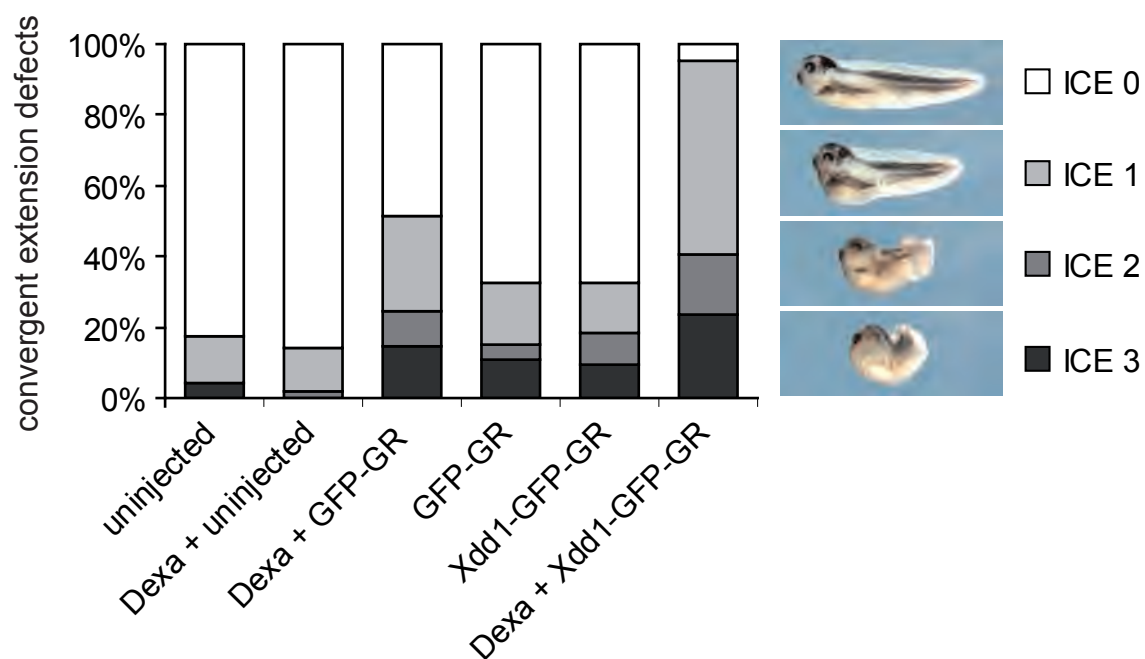 convergent extension defects
100%
80%
60%
40%
20%
0%
uninjected
Dexa + uninjected
Dexa + GFP-GR
GFP-GR
Xdd1-GFP-GR
Dexa + Xdd1-GFP-GR
ICE 0
ICE 1
ICE 2
ICE 3